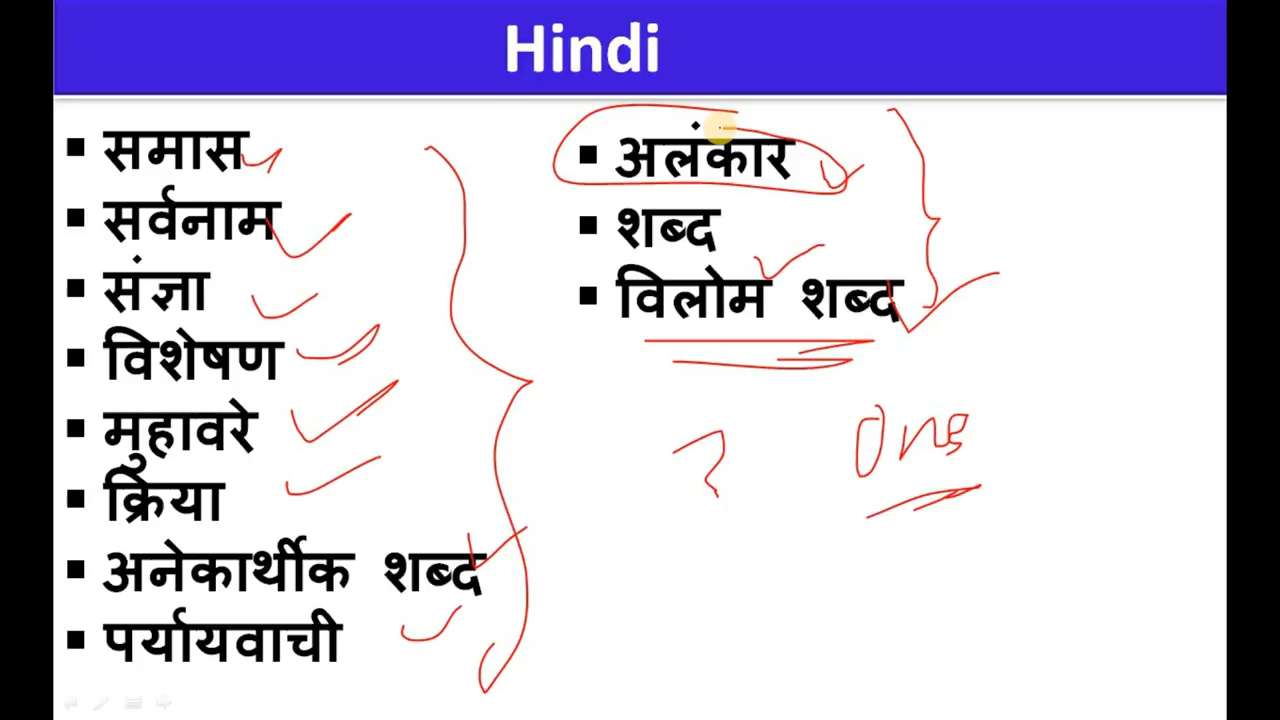 Hindi
▪ समास
▪ सर्वनाम
▪ संज्ञा
▪ विशेषण
▪ मुहावरे
▪ क्रिया
▪ अनेकार्थीक शब्द
▪ पर्यायवाची
▪ अलंकार
▪ शब्द
▪ विलोम शब्द
? One